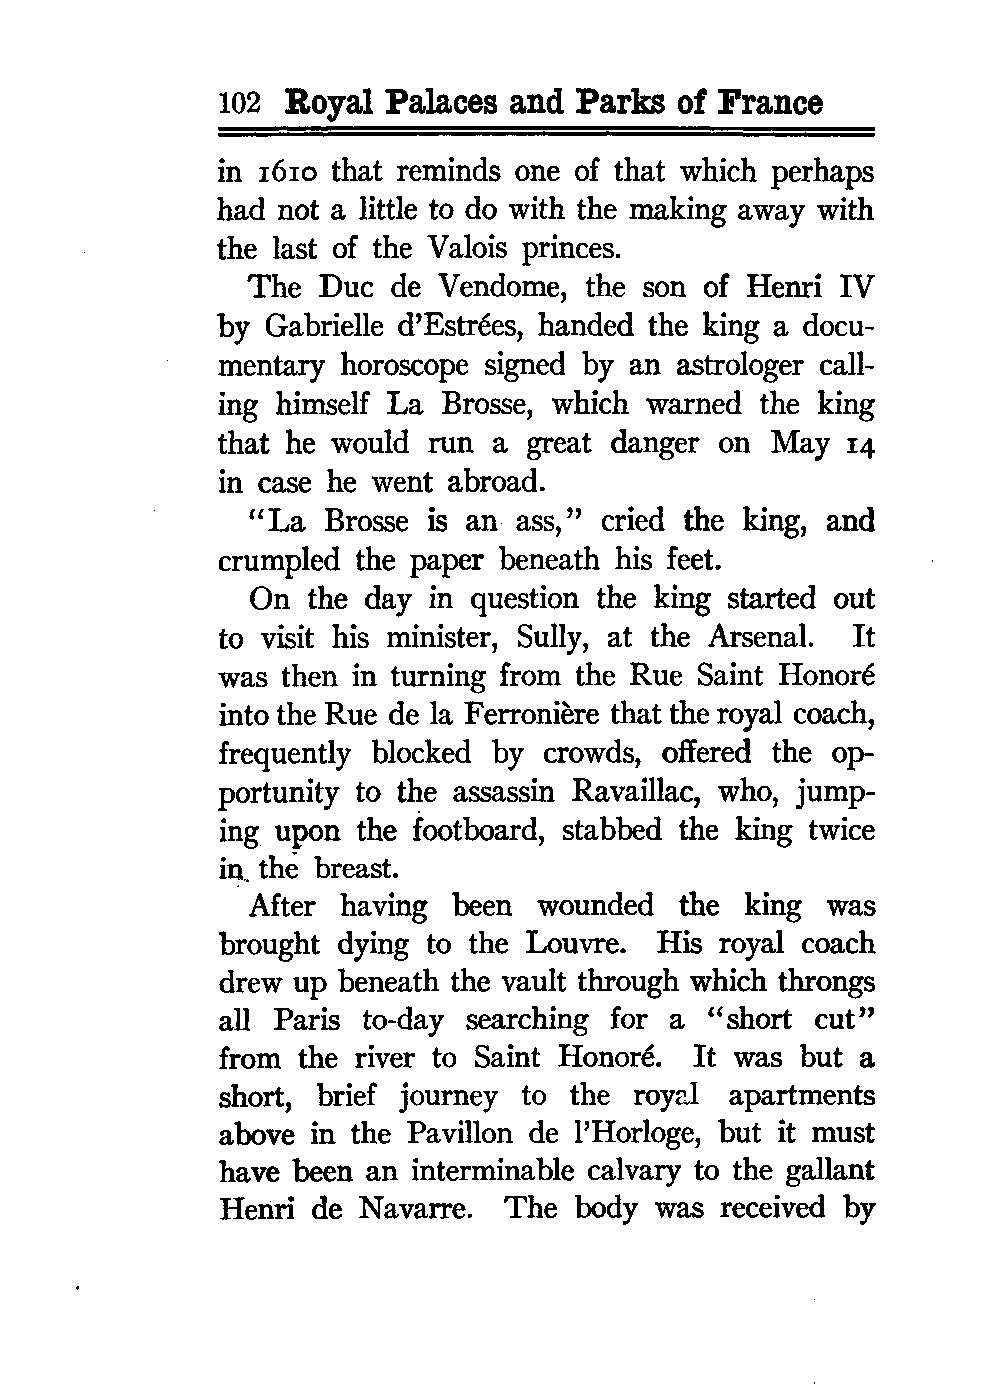 102 Royal Palaces and Parks of France
in 1610 that reminds one of that which perhaps
had not a little to do with the making away with
the last of the Valois princes.
The Duc de Vendome, the son of Henri IV
by Gabrielle d'Estrées, handed the king a docu-
mentary horoscope signed by an astrologer call-
ing himself La Brosse, which warned the king
that he would run a great danger on May 14
in case he went abroad.
"La Brosse is an ass," cried the king, and
crumpled the paper beneath his feet.
On the day in question the king started out
to visit his minister, Sully, at the Arsenal. It
was then in turning from the Rue Saint Honoré
into the Rue de la Ferronière that the royal coach,
frequently blocked by crowds, offered the op-
portunity to the assassin Ravaillac, who, jump-
ing upon the footboard, stabbed the king twice
in the breast.
After having been wounded the king was
brought dying to the Louvre. His royal coach
drew up beneath the vault through which throngs
all Paris to-day searching for a "short cut"
from the river to Saint Honoré. It was but a
short, brief journey to the royal apartments
above in the Pavillon de l'Horloge, but it must
have been an interminable calvary to the gallant
Henri de Navarre. The body was received by